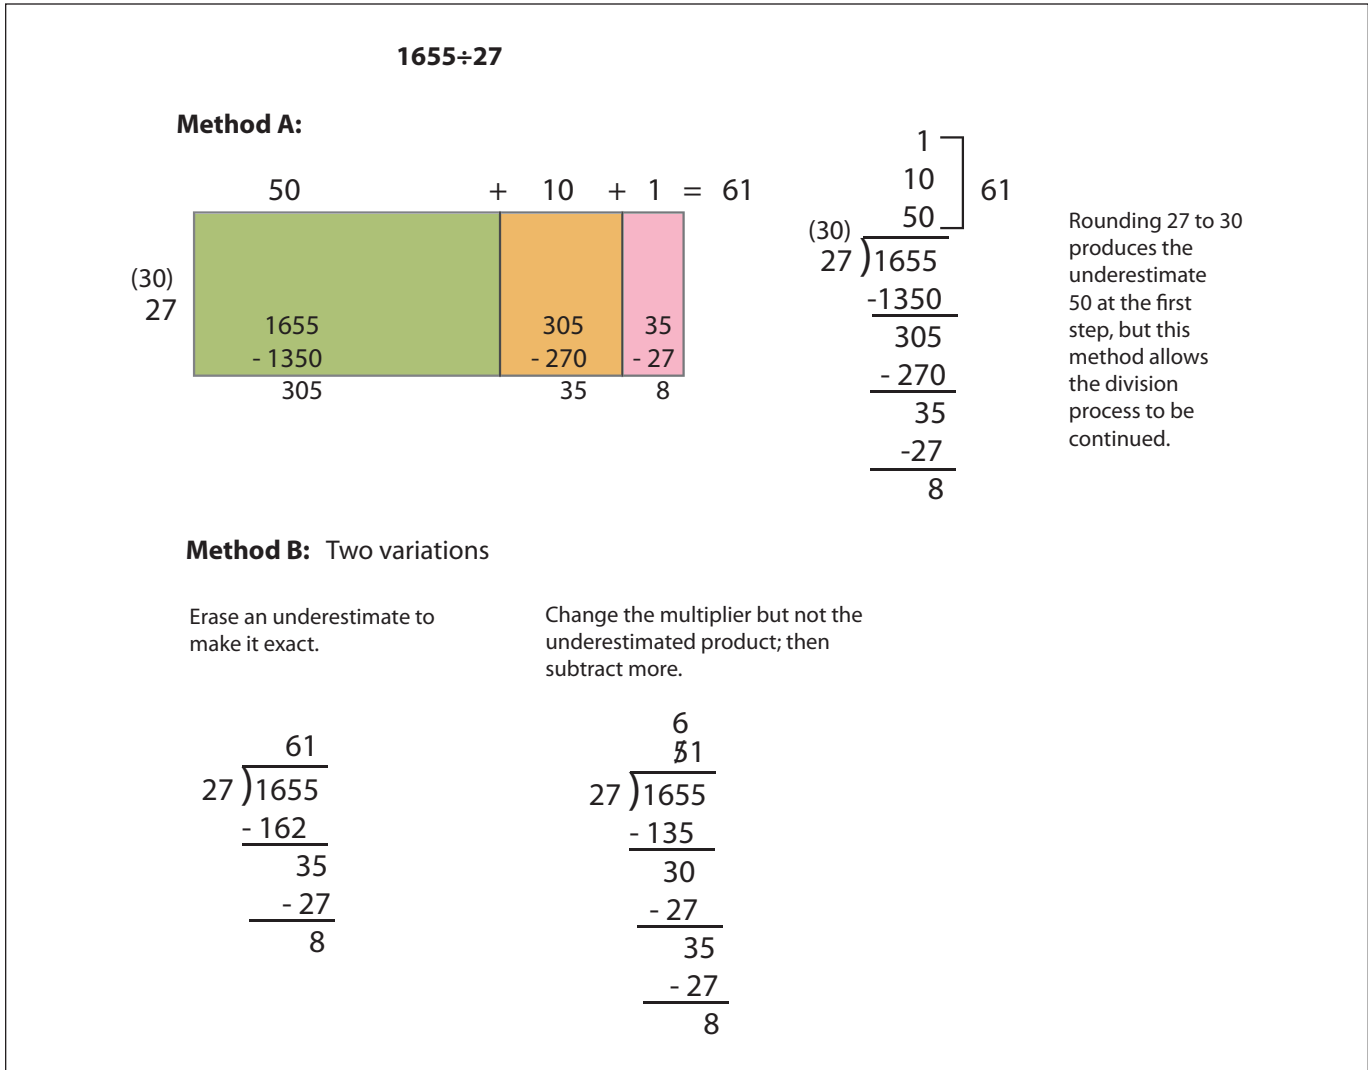 1655÷27
Method A:
50 + 10 + 1 = 61
(30)
27
1655 305 35
- 1350 - 270 - 27
305 35 8
1
10
50
61
(30)
27 )1655
-1350
305
- 270
35
-27
8
Rounding 27 to 30
produces the
underestimate
50 at the first
step, but this
method allows
the division
process to be
continued.
Method B: Two variations
Erase an underestimate to
make it exact.
61
27 )1655
- 162
35
- 27
8
Change the multiplier but not the
underestimated product; then
subtract more.
6
51
27 )1655
- 135
30
- 27
35
- 27
8